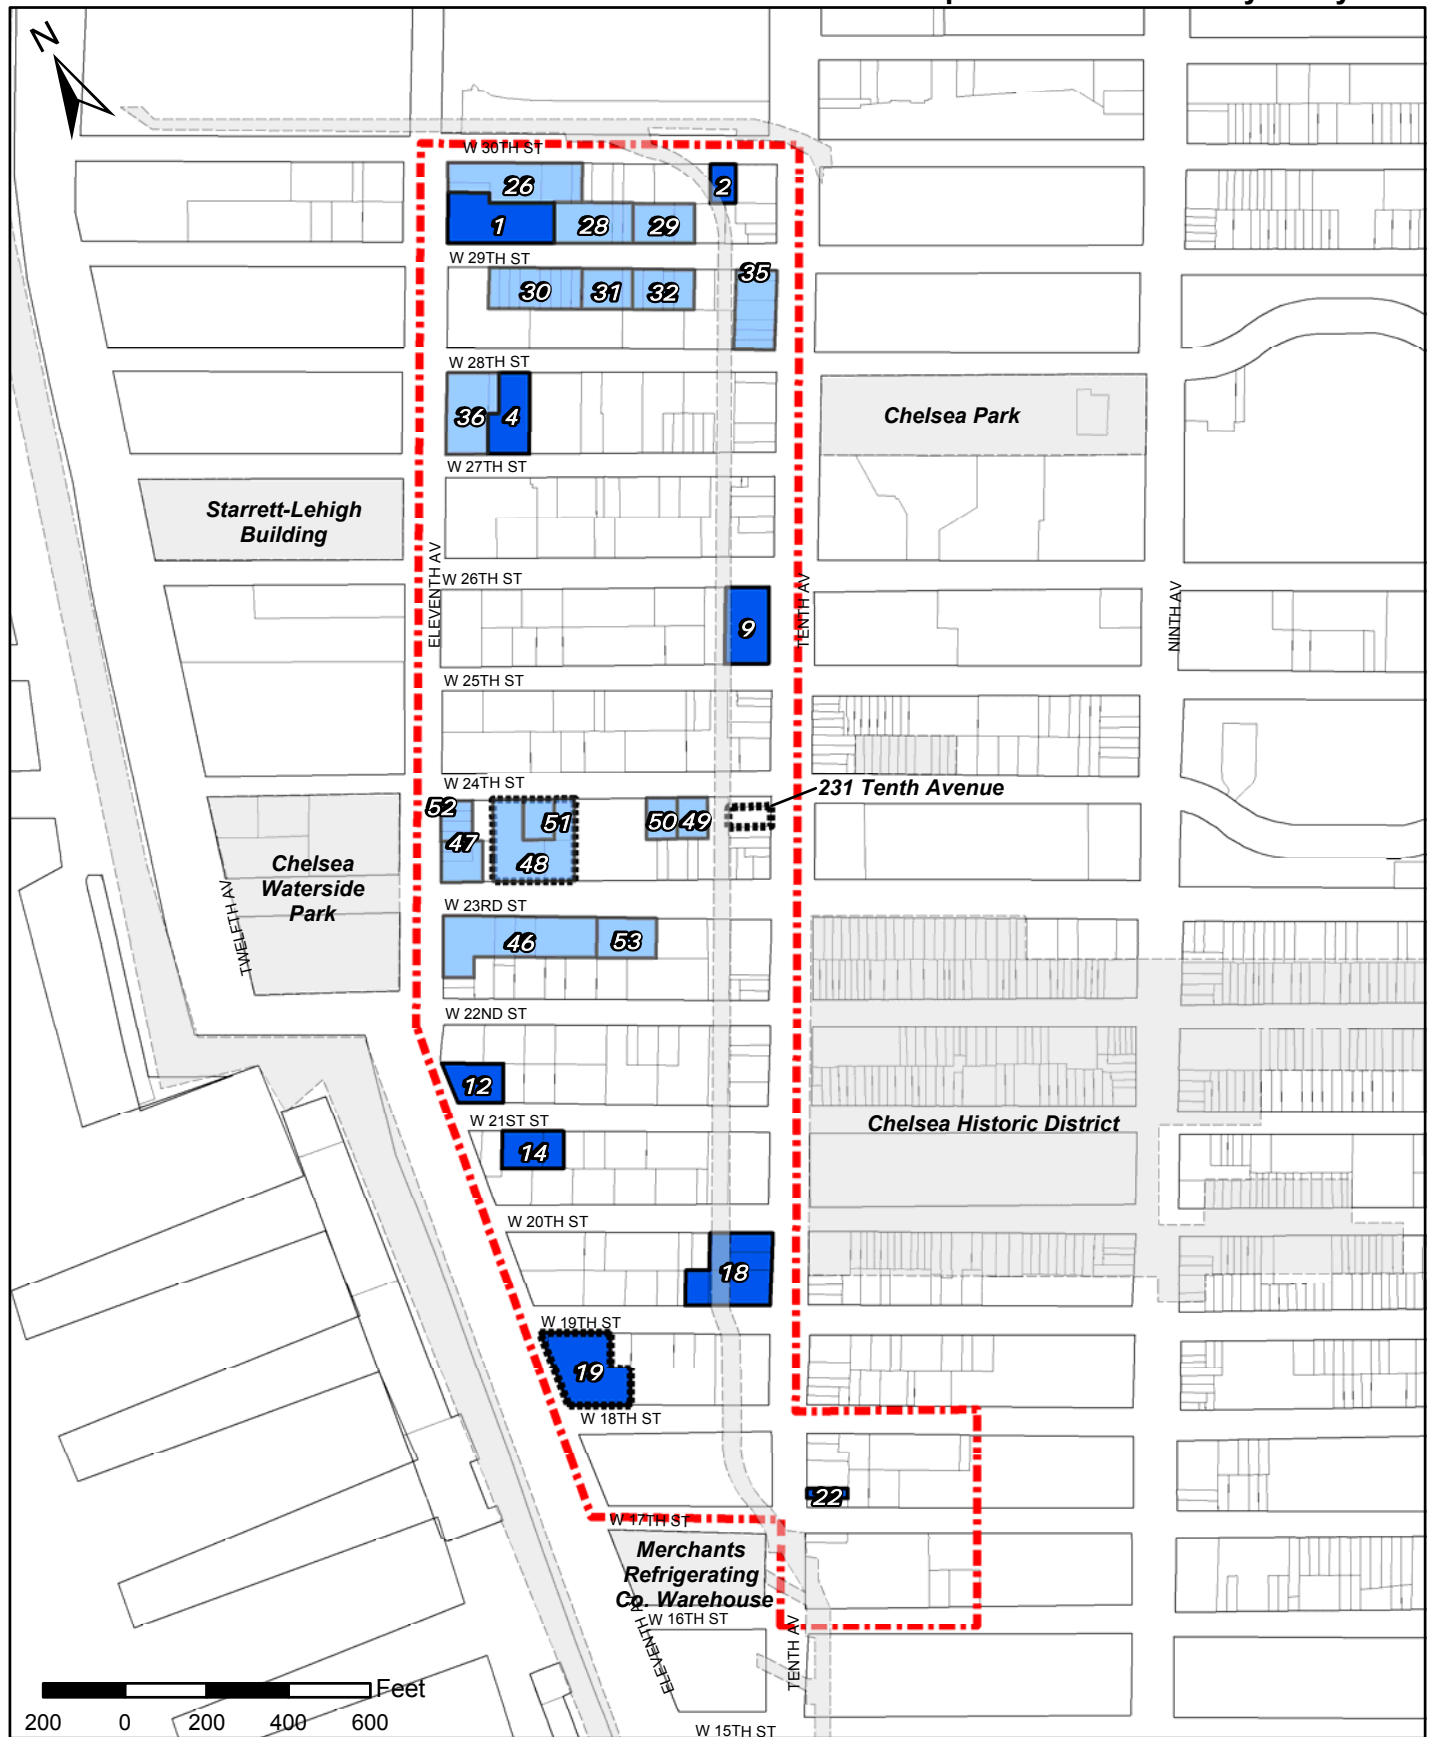 N
W 30TH ST
26
2
1
28
29
W 29TH ST
35
30
31
32
W 28TH ST
36
4
Chelsea Park
W 27TH ST
Starrett-Lehigh
Building
ELEVENTH AV
W 26TH ST
TENTH AV
NINTH AV
9
W 25TH ST
W 24TH ST
231 Tenth Avenue
52
51
50
49
47
48
Chelsea
Waterside
Park
TWELFTH AV
W 23RD ST
46
53
W 22ND ST
12
W 21ST ST
Chelsea Historic District
14
W 20TH ST
18
W 19TH ST
19
W 18TH ST
22
W 17TH ST
Merchants
Refrigerating
Co. Warehouse
ELEVENTH AV
W 16TH ST
TENTH AV
Feet
200 0 200 400 600
W 15TH ST